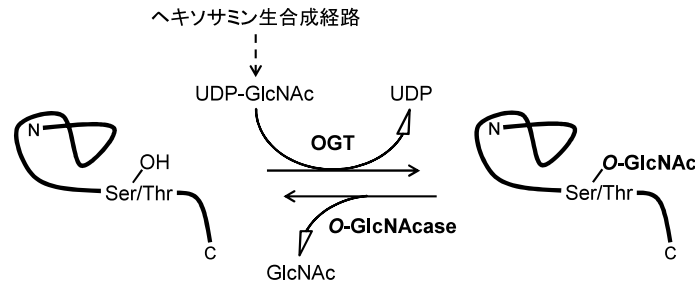 ヘキソサミン生合成経路
UDP-GlcNAc
UDP
OGT
N
OH
Ser/Thr
C
N
O-GlcNAc
Ser/Thr
C
O-GlcNAcase
GlcNAc